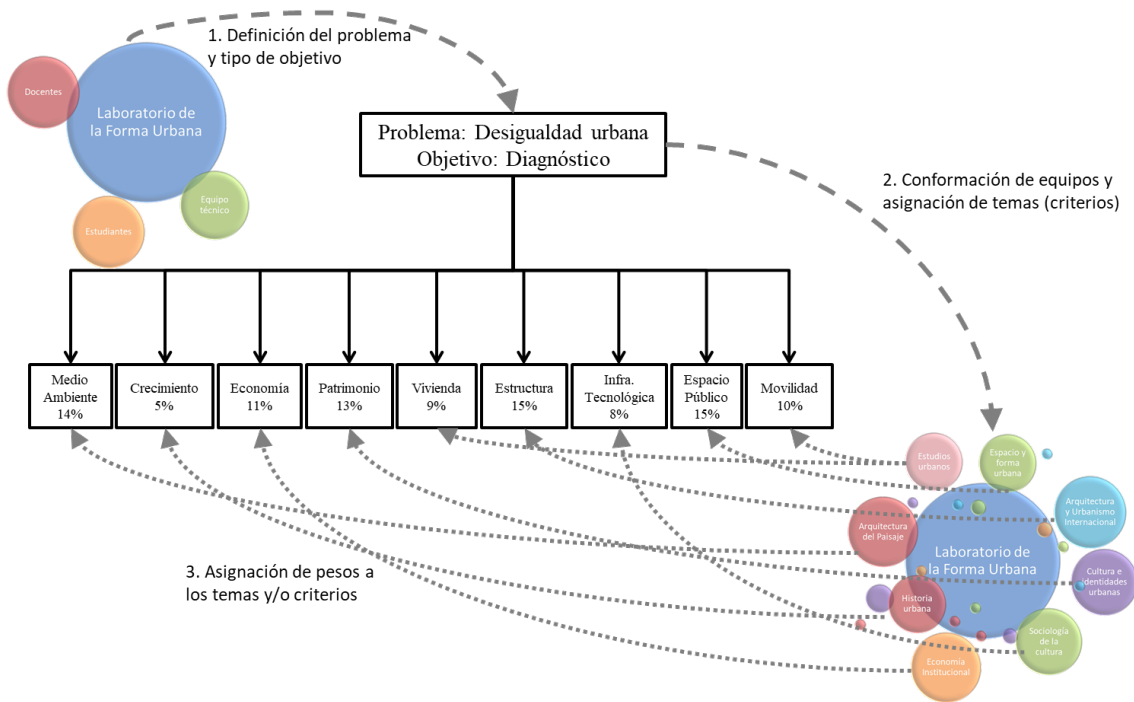 1. Definición del problema
y tipo de objetivo
Docentes
Laboratorio de
la Forma Urbana
Equipo
técnico
Estudiantes
Problema: Desigualdad urbana
Objetivo: Diagnóstico
2. Conformación de equipos y
asignación de temas (criterios)
Medio
Ambiente
14%
Crecimiento
5%
Economía
11%
Patrimonio
13%
Vivienda
9%
Estructura
15%
Infra.
Tecnológica
8%
Espacio
Público
15%
Movilidad
10%
3. Asignación de pesos a
los temas y/o criterios
Estudios
urbanos
Espacio y
forma
urbana
Arquitectura
y Urbanismo
Internacional
Arquitectura
del Paisaje
Laboratorio de
la Forma Urbana
Cultura e
identidades
urbanas
Historia
urbana
Sociología
de la
cultura
Economía
Institucional